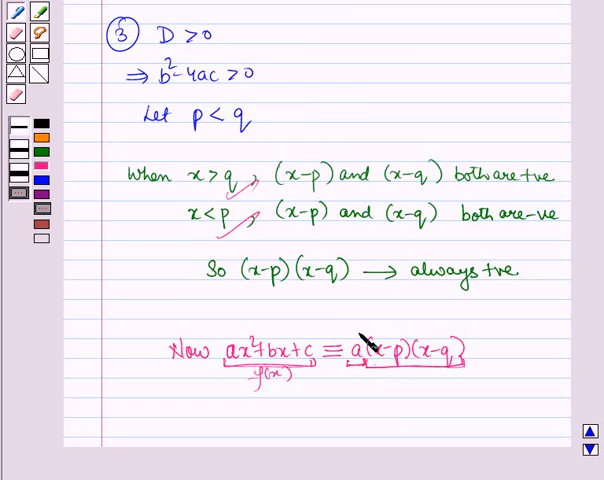 ③ D > 0
⇒ b²-4ac > 0
Let p < q
When x > q , (x-p) and (x-q) both are +ve
x < p , (x-p) and (x-q) both are -ve
So (x-p)(x-q) → always +ve
Now ax²+bx+c ≡ a(x-p)(x-q)
f(x)